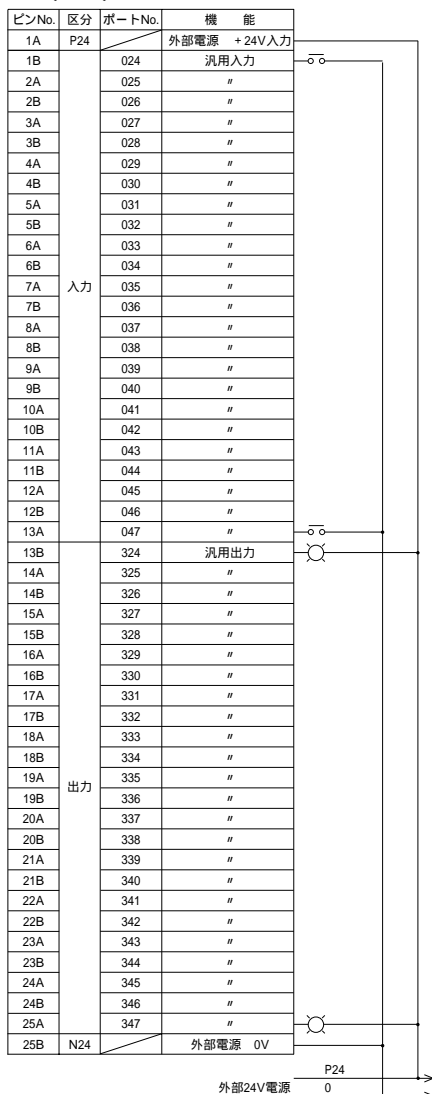 ピンNo. 区分 ポートNo. 機 能
1A P24 外部電源 +24V入力
1B 024 汎用入力
2A 025 〃
2B 026 〃
3A 027 〃
3B 028 〃
4A 029 〃
4B 030 〃
5A 031 〃
5B 032 〃
6A 033 〃
6B 034 〃
7A 入力 035 〃
7B 036 〃
8A 037 〃
8B 038 〃
9A 039 〃
9B 040 〃
10A 041 〃
10B 042 〃
11A 043 〃
11B 044 〃
12A 045 〃
12B 046 〃
13A 047 〃
13B 324 汎用出力
14A 325 〃
14B 326 〃
15A 327 〃
15B 328 〃
16A 329 〃
16B 330 〃
17A 331 〃
17B 332 〃
18A 333 〃
18B 334 〃
19A 出力 335 〃
19B 336 〃
20A 337 〃
20B 338 〃
21A 339 〃
21B 340 〃
22A 341 〃
22B 342 〃
23A 343 〃
23B 344 〃
24A 345 〃
24B 346 〃
25A 347 〃
25B N24 外部電源 0V
P24
外部24V電源 0